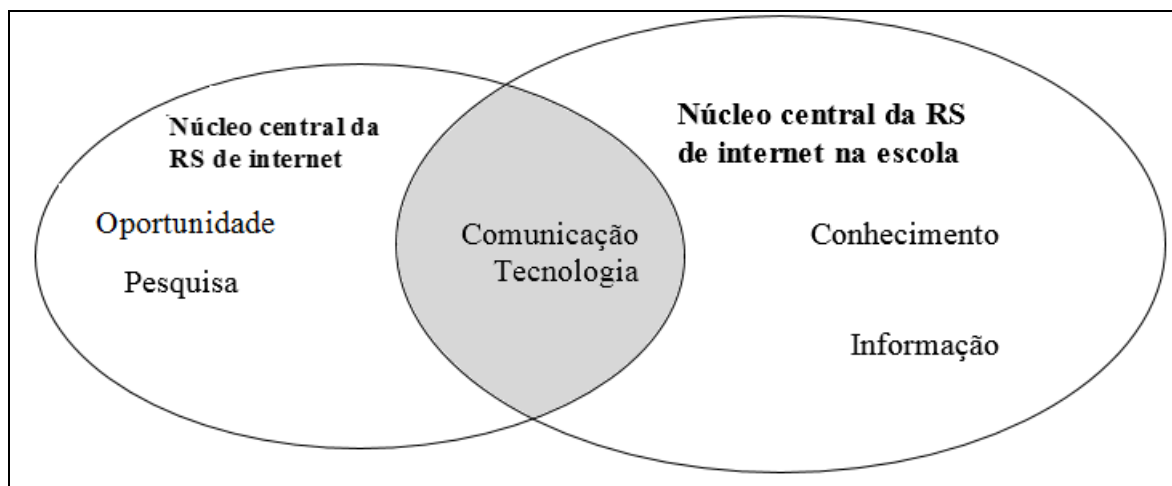 Núcleo central da
RS de internet
Oportunidade
Pesquisa
Comunicação
Tecnologia
Núcleo central da RS
de internet na escola
Conhecimento
Informação